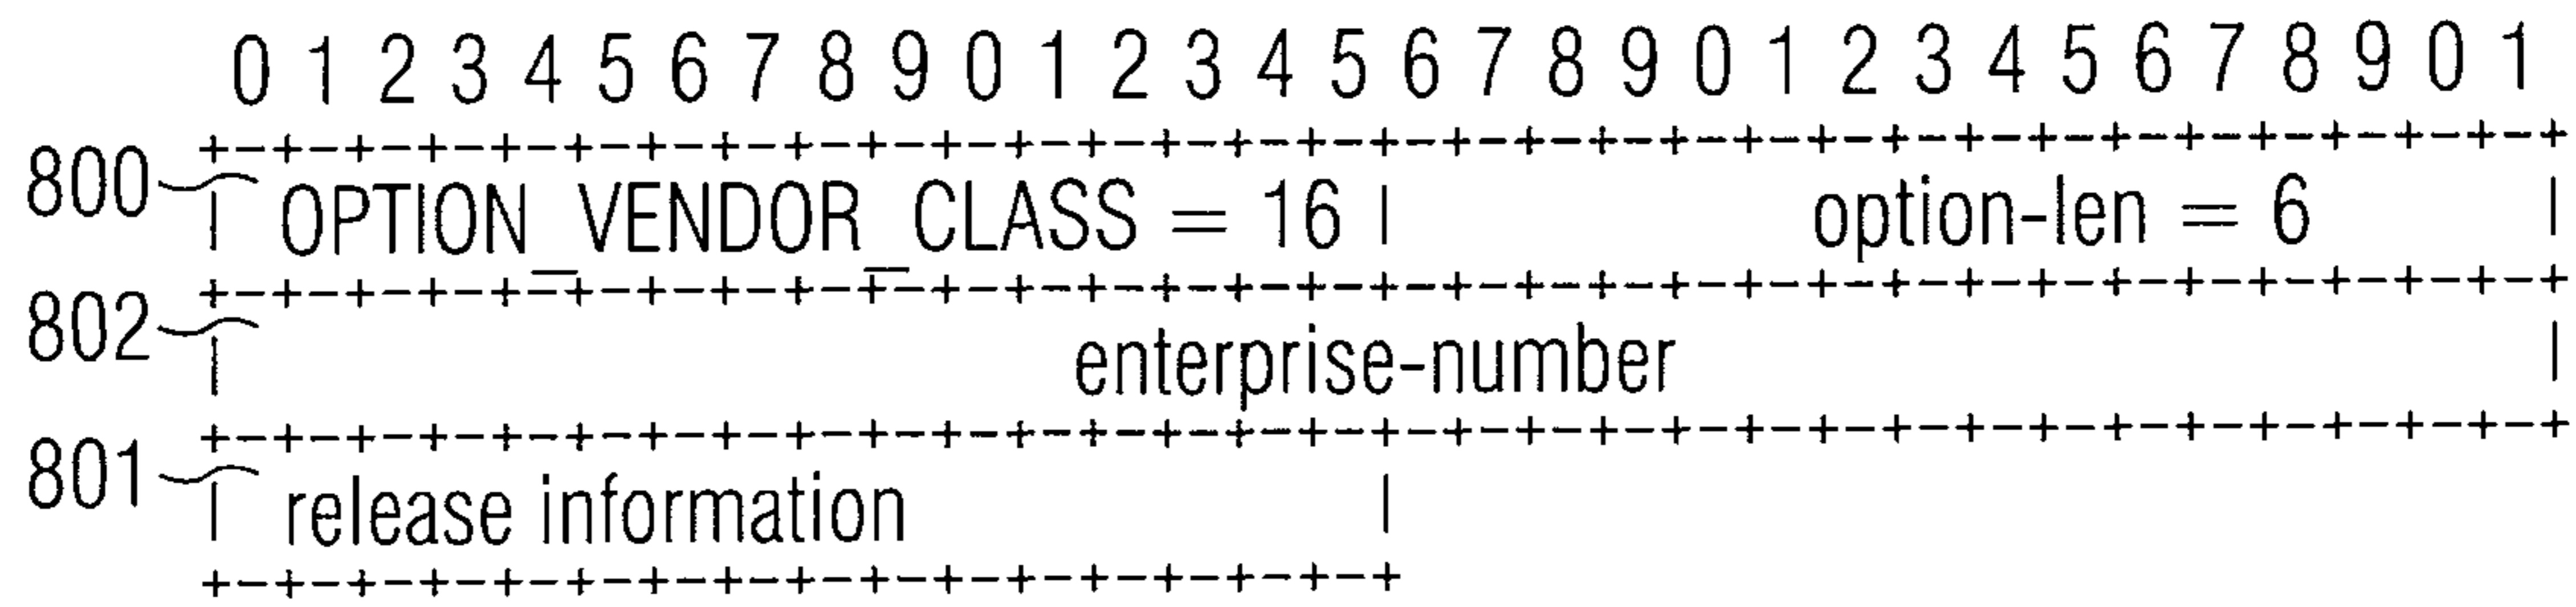 0 1 2 3 4 5 6 7 8 9 0 1 2 3 4 5 6 7 8 9 0 1 2 3 4 5 6 7 8 9 0 1
+-+-+-+-+-+-+-+-+-+-+-+-+-+-+-+-+-+-+-+-+-+-+-+-+-+-+-+-+-+-+-+-+
800 | OPTION_VENDOR_CLASS = 16 | option-len = 6 |
+-+-+-+-+-+-+-+-+-+-+-+-+-+-+-+-+-+-+-+-+-+-+-+-+-+-+-+-+-+-+-+-+
802 | enterprise-number |
+-+-+-+-+-+-+-+-+-+-+-+-+-+-+-+-+-+-+-+-+-+-+-+-+-+-+-+-+-+-+-+-+
801 | release information |
+-+-+-+-+-+-+-+-+-+-+-+-+-+-+-+-+